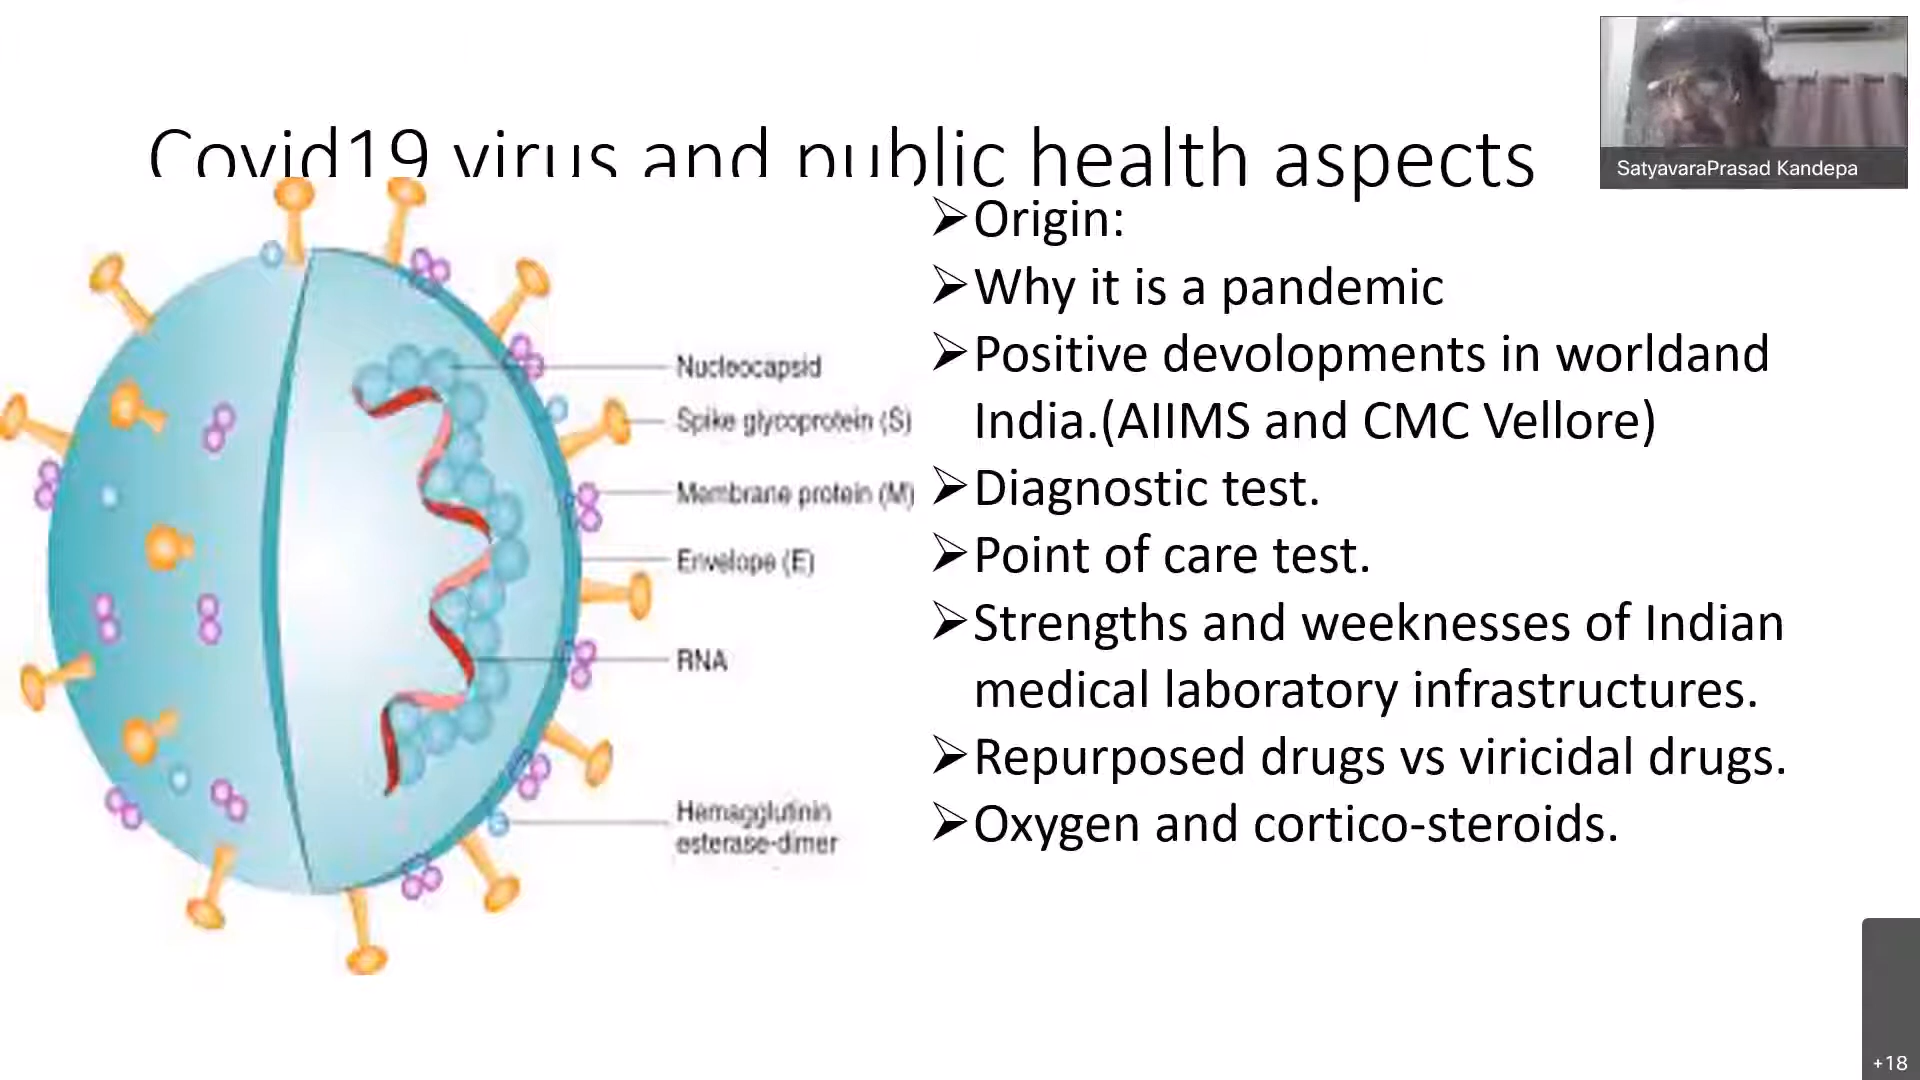 Covid19 virus and public health aspects
SatyavaraPrasad Kandepa
➢Origin:
➢Why it is a pandemic
➢Positive devolopments in worldand
India.(AIIMS and CMC Vellore)
➢Diagnostic test.
➢Point of care test.
➢Strengths and weeknesses of Indian
medical laboratory infrastructures.
➢Repurposed drugs vs viricidal drugs.
➢Oxygen and cortico-steroids.
Nucleocapsid
Spike glycoprotein (S)
Membrane protein (M)
Envelope (E)
RNA
Hemagglutinin
esterase-dimer
+18